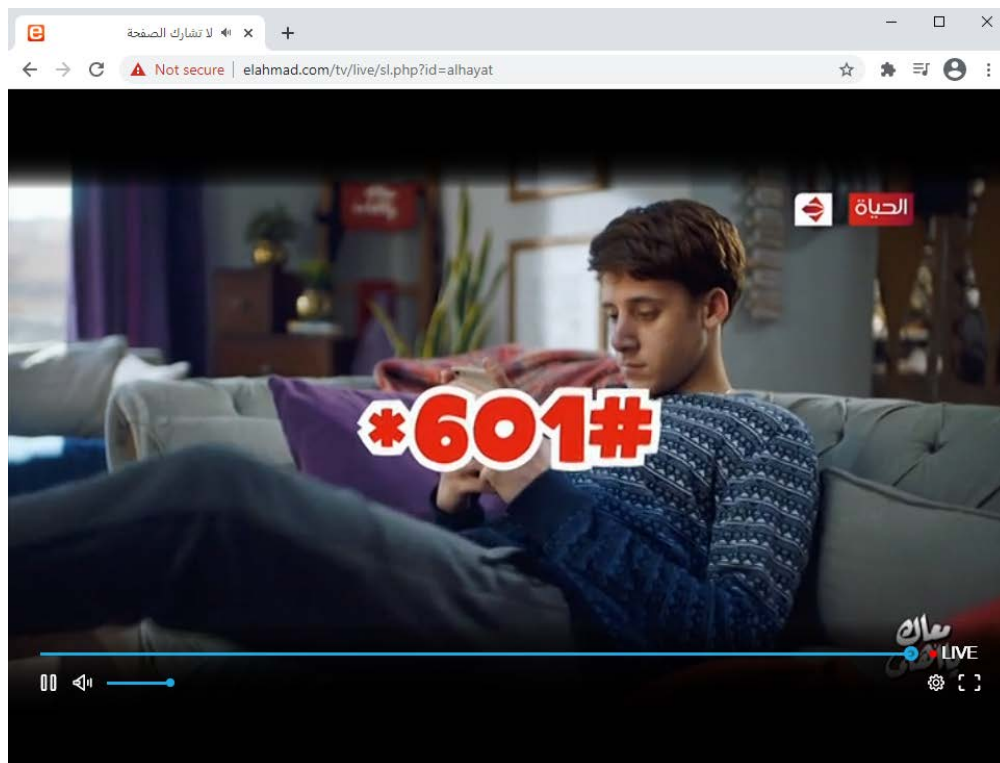 لا تشارك الصفحة
Not secure
elahmad.com/tv/live/sl.php?id=alhayat
الحياة
*601#
معاك
LIVE